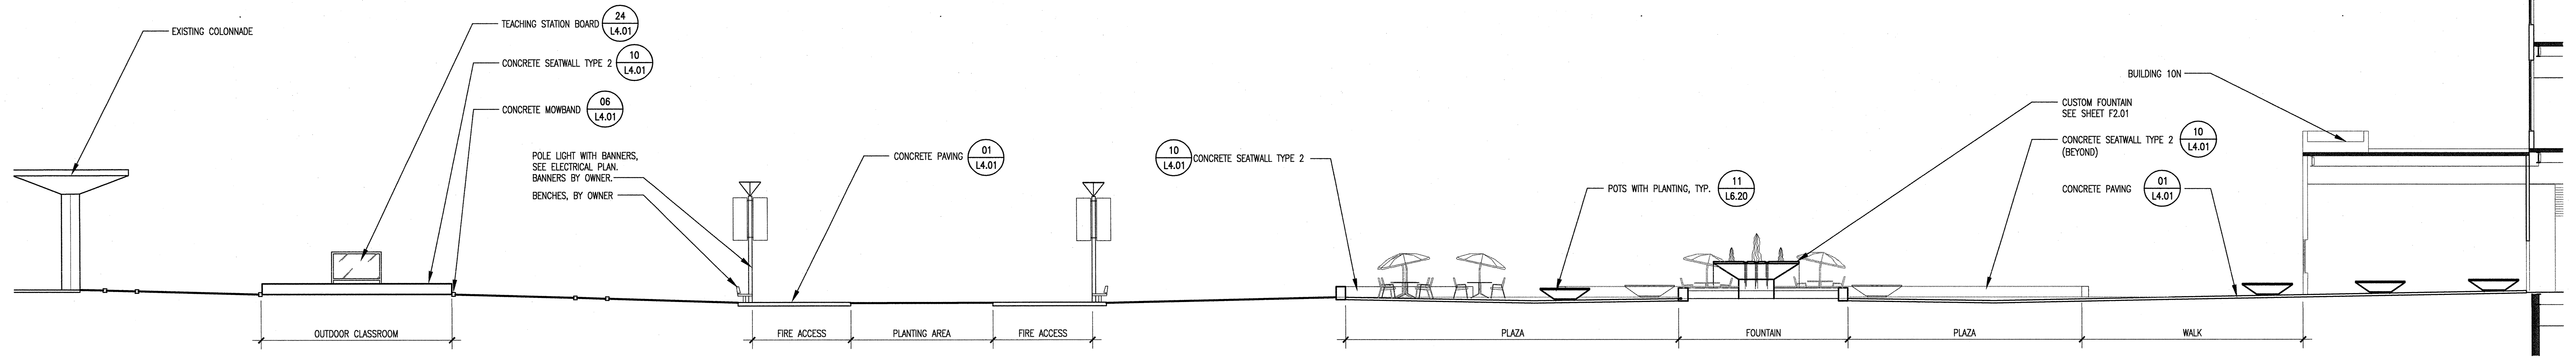 EXISTING COLONNADE
TEACHING STATION BOARD
24
L4.01
CONCRETE SEATWALL TYPE 2
10
L4.01
CONCRETE MOWBAND
06
L4.01
POLE LIGHT WITH BANNERS,
SEE ELECTRICAL PLAN.
BANNERS BY OWNER.
BENCHES, BY OWNER
CONCRETE PAVING
01
L4.01
10
L4.01
CONCRETE SEATWALL TYPE 2
POTS WITH PLANTING, TYP.
11
L6.20
BUILDING 10N
CUSTOM FOUNTAIN
SEE SHEET F2.01
CONCRETE SEATWALL TYPE 2
(BEYOND)
10
L4.01
CONCRETE PAVING
01
L4.01
OUTDOOR CLASSROOM
FIRE ACCESS
PLANTING AREA
FIRE ACCESS
PLAZA
FOUNTAIN
PLAZA
WALK